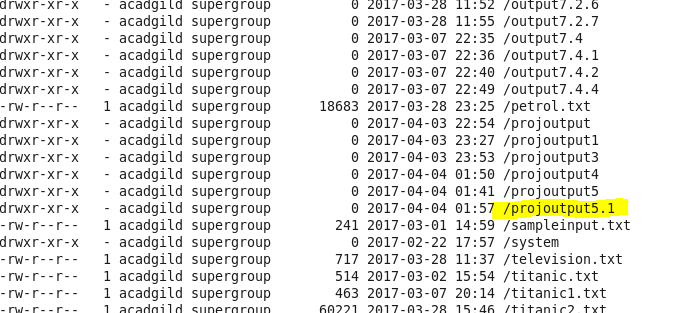 drwxr-xr-x   - acadgild supergroup          0 2017-03-28 11:52 /output7.2.6
drwxr-xr-x   - acadgild supergroup          0 2017-03-28 11:55 /output7.2.7
drwxr-xr-x   - acadgild supergroup          0 2017-03-07 22:35 /output7.4
drwxr-xr-x   - acadgild supergroup          0 2017-03-07 22:36 /output7.4.1
drwxr-xr-x   - acadgild supergroup          0 2017-03-07 22:40 /output7.4.2
drwxr-xr-x   - acadgild supergroup          0 2017-03-07 22:49 /output7.4.4
-rw-r--r--   1 acadgild supergroup      18683 2017-03-28 23:25 /petrol.txt
drwxr-xr-x   - acadgild supergroup          0 2017-04-03 22:54 /projoutput
drwxr-xr-x   - acadgild supergroup          0 2017-04-03 23:27 /projoutput1
drwxr-xr-x   - acadgild supergroup          0 2017-04-03 23:53 /projoutput3
drwxr-xr-x   - acadgild supergroup          0 2017-04-04 01:50 /projoutput4
drwxr-xr-x   - acadgild supergroup          0 2017-04-04 01:41 /projoutput5
drwxr-xr-x   - acadgild supergroup          0 2017-04-04 01:57 /projoutput5.1
-rw-r--r--   1 acadgild supergroup        241 2017-03-01 14:59 /sampleinput.txt
drwxr-xr-x   - acadgild supergroup          0 2017-02-22 17:57 /system
-rw-r--r--   1 acadgild supergroup        717 2017-03-28 11:37 /television.txt
-rw-r--r--   1 acadgild supergroup        514 2017-03-02 15:54 /titanic.txt
-rw-r--r--   1 acadgild supergroup        463 2017-03-07 20:14 /titanic1.txt
-rw-r--r--   1 acadgild supergroup      60221 2017-03-28 15:46 /titanic2.txt